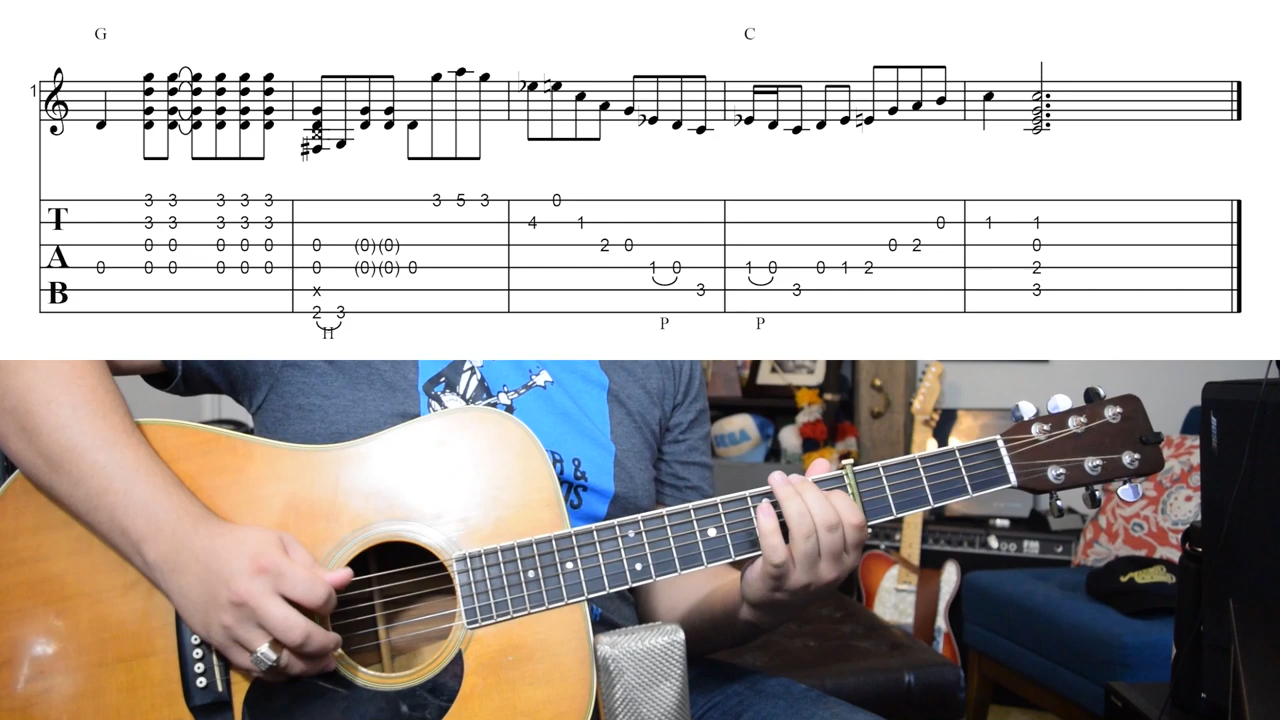 G C
1
3 3 3 3 3 3 5 3 0
T 3 3 3 3 3 4 1 0 1 1
A 0 0 0 0 0 0 (0) (0) 2 0 0 2 0
0 0 0 0 0 0 0 (0) (0) 0 1 0 1 0 0 1 2 2
B x 3 3 3
2 3
H P P
SEGA
&